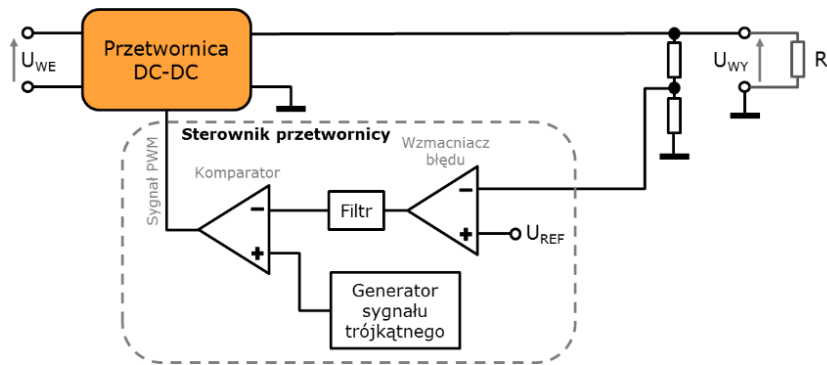 U_WE
Przetwornica
DC-DC
U_WY
R
Sterownik przetwornicy
Sygnał PWM
Komparator
Wzmacniacz
błędu
−
+
Filtr
−
+
U_REF
Generator
sygnału
trójkątnego